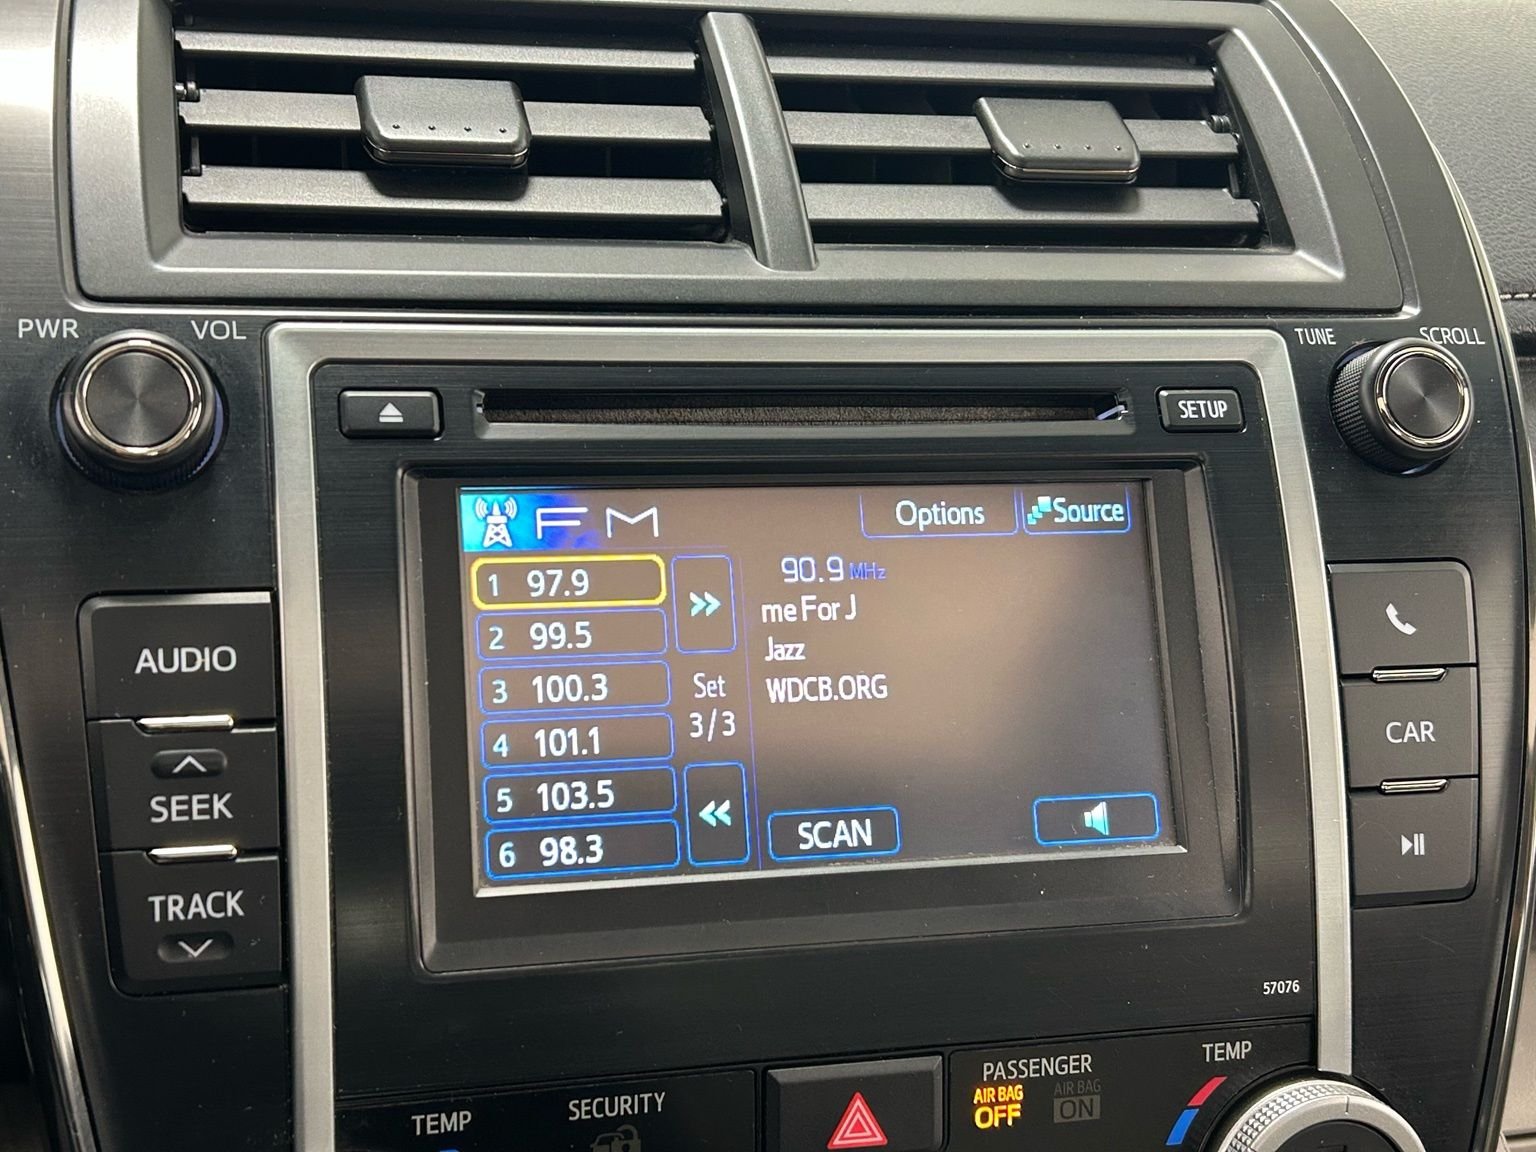 PWR VOL
TUNE SCROLL
SETUP
FM Options Source
1 97.9
2 99.5
3 100.3
4 101.1
5 103.5
6 98.3
Set
3/3
90.9 MHz
me For J
Jazz
WDCB.ORG
SCAN
AUDIO
SEEK
TRACK
CAR
57076
TEMP
SECURITY
PASSENGER
AIR BAG
OFF
AIR BAG
ON
TEMP